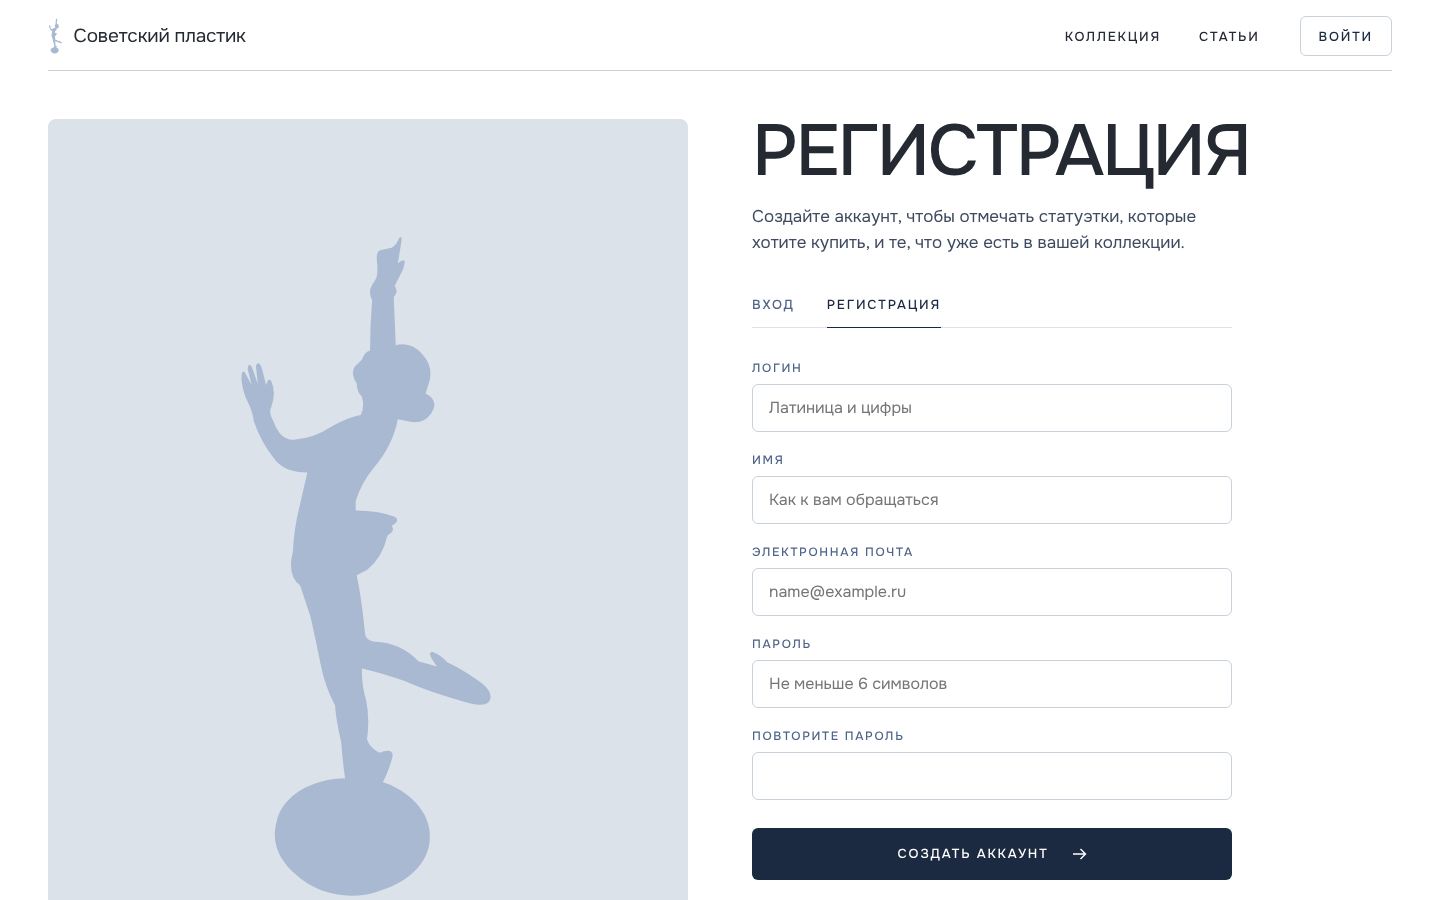 Советский пластик
КОЛЛЕКЦИЯ
СТАТЬИ
ВОЙТИ
РЕГИСТРАЦИЯ
Создайте аккаунт, чтобы отмечать статуэтки, которые
хотите купить, и те, что уже есть в вашей коллекции.
ВХОД
РЕГИСТРАЦИЯ
ЛОГИН
Латиница и цифры
ИМЯ
Как к вам обращаться
ЭЛЕКТРОННАЯ ПОЧТА
name@example.ru
ПАРОЛЬ
Не меньше 6 символов
ПОВТОРИТЕ ПАРОЛЬ
СОЗДАТЬ АККАУНТ →